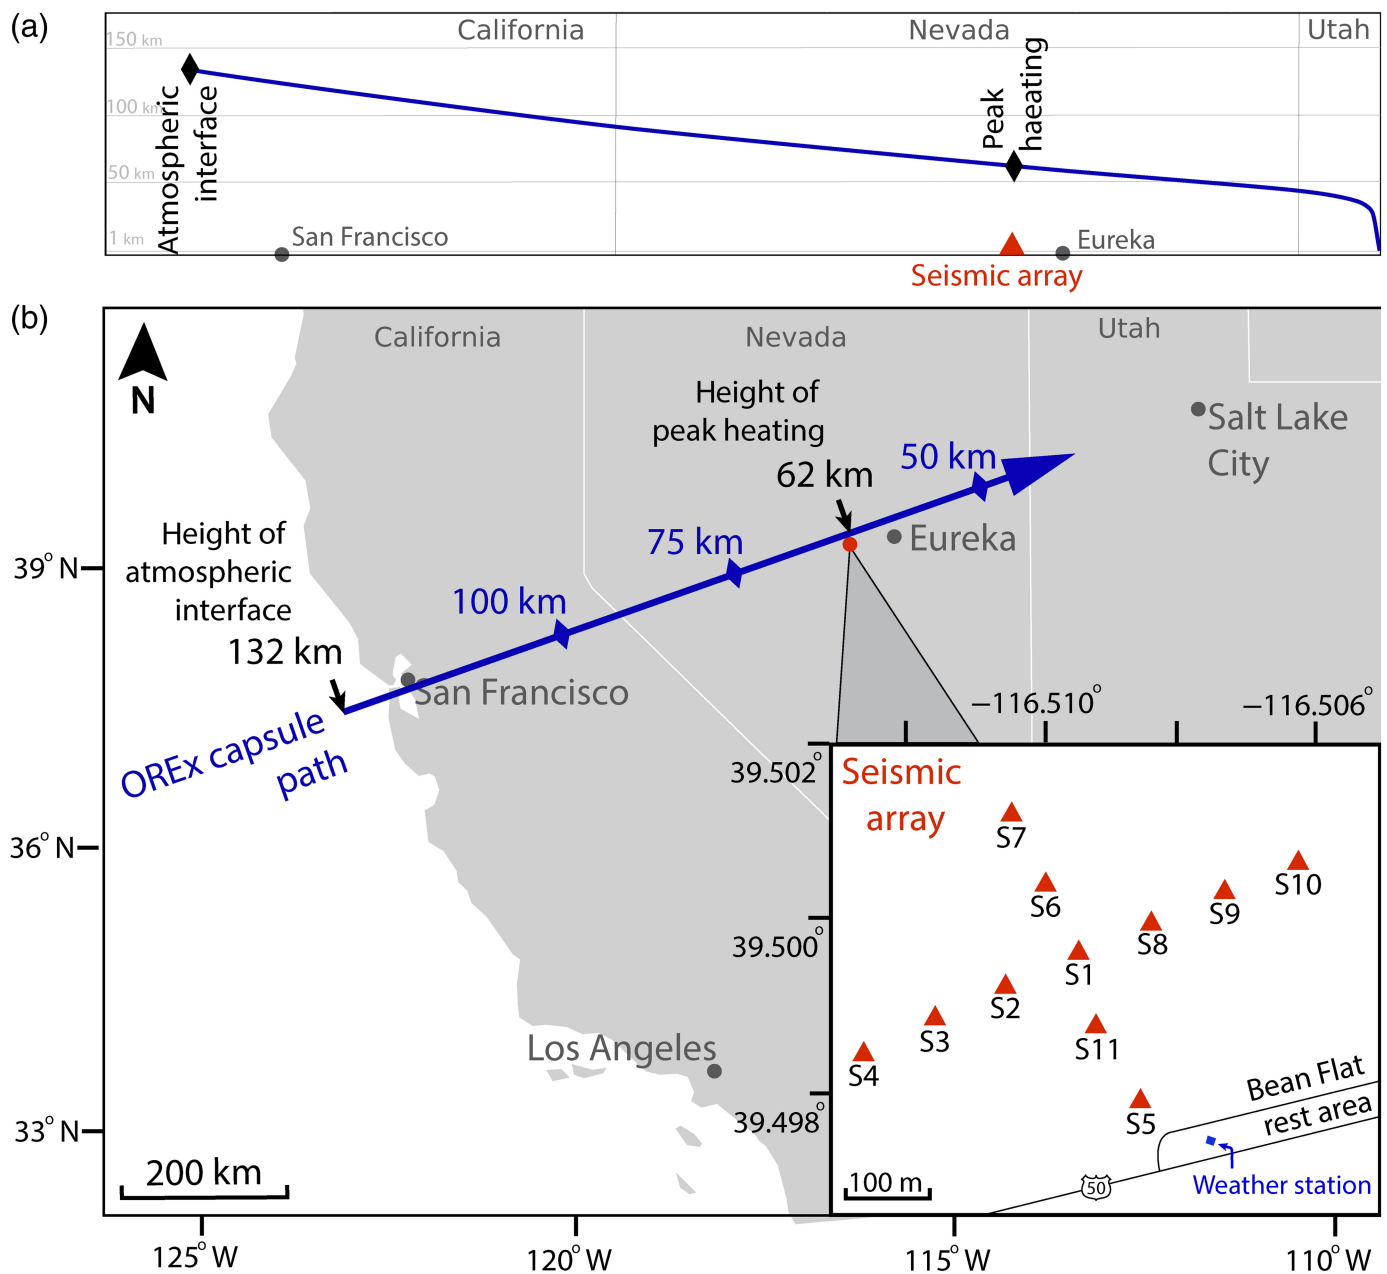 (a)
California
Nevada
Utah
150 km
100 km
50 km
1 km
Atmospheric
interface
Peak
haeating
San Francisco
Eureka
Seismic array
(b)
California
Nevada
Utah
N
Height of
peak heating
62 km
50 km
Salt Lake
City
Eureka
75 km
Height of
atmospheric
interface
132 km
100 km
San Francisco
OREx capsule
path
39° N
36° N
33° N
−116.510°
−116.506°
39.502°
39.500°
39.498°
Seismic
array
S7
S10
S6
S9
S8
S1
S2
S3
S11
S4
S5
Bean Flat
rest area
Weather station
50
100 m
Los Angeles
200 km
125° W
120° W
115° W
110° W